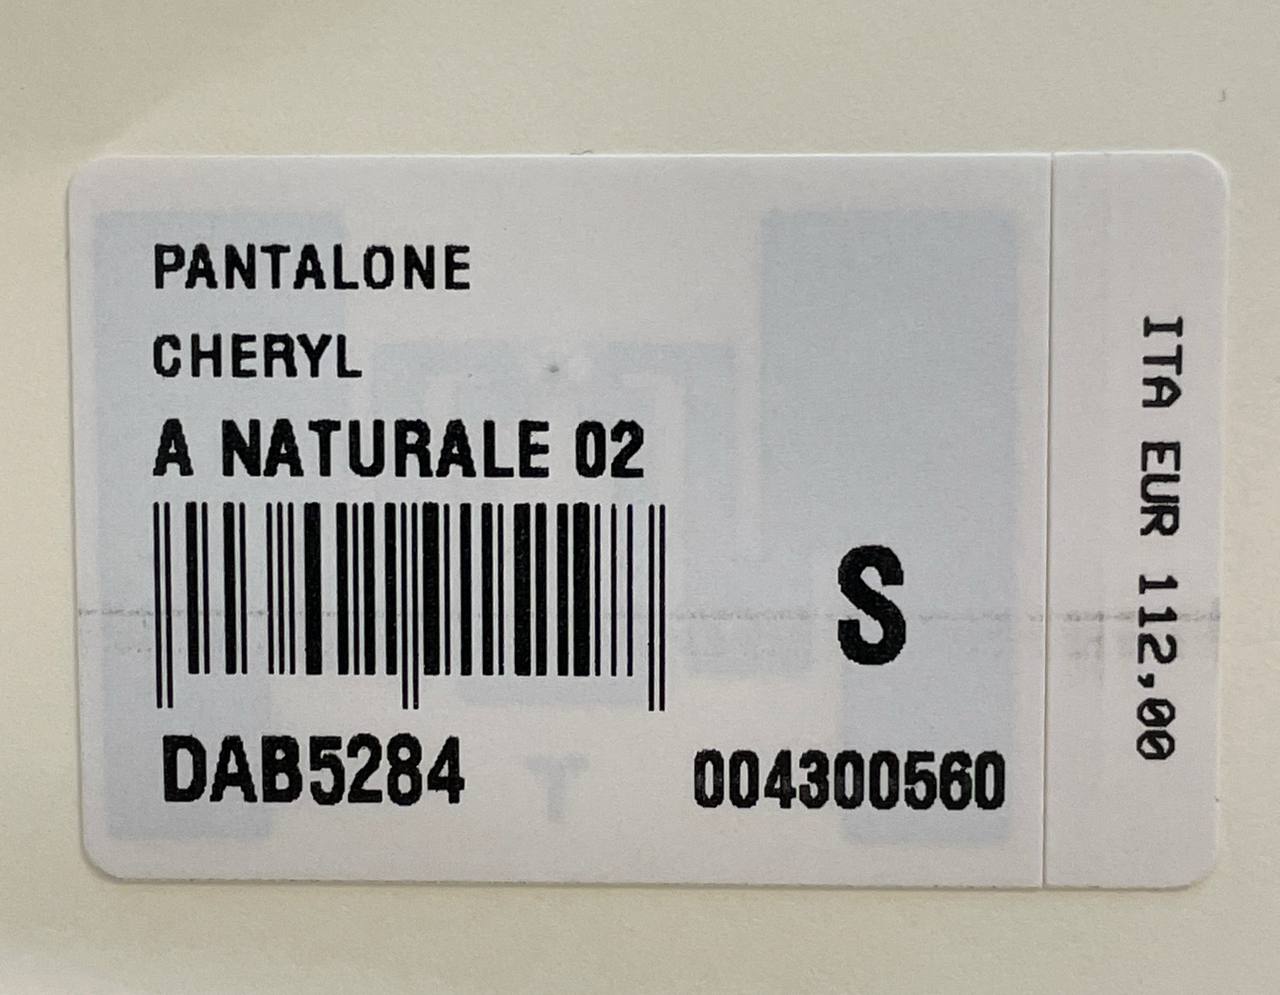 PANTALONE
CHERYL
A NATURALE 02
S
DAB5284
004300560
ITA EUR 112,00